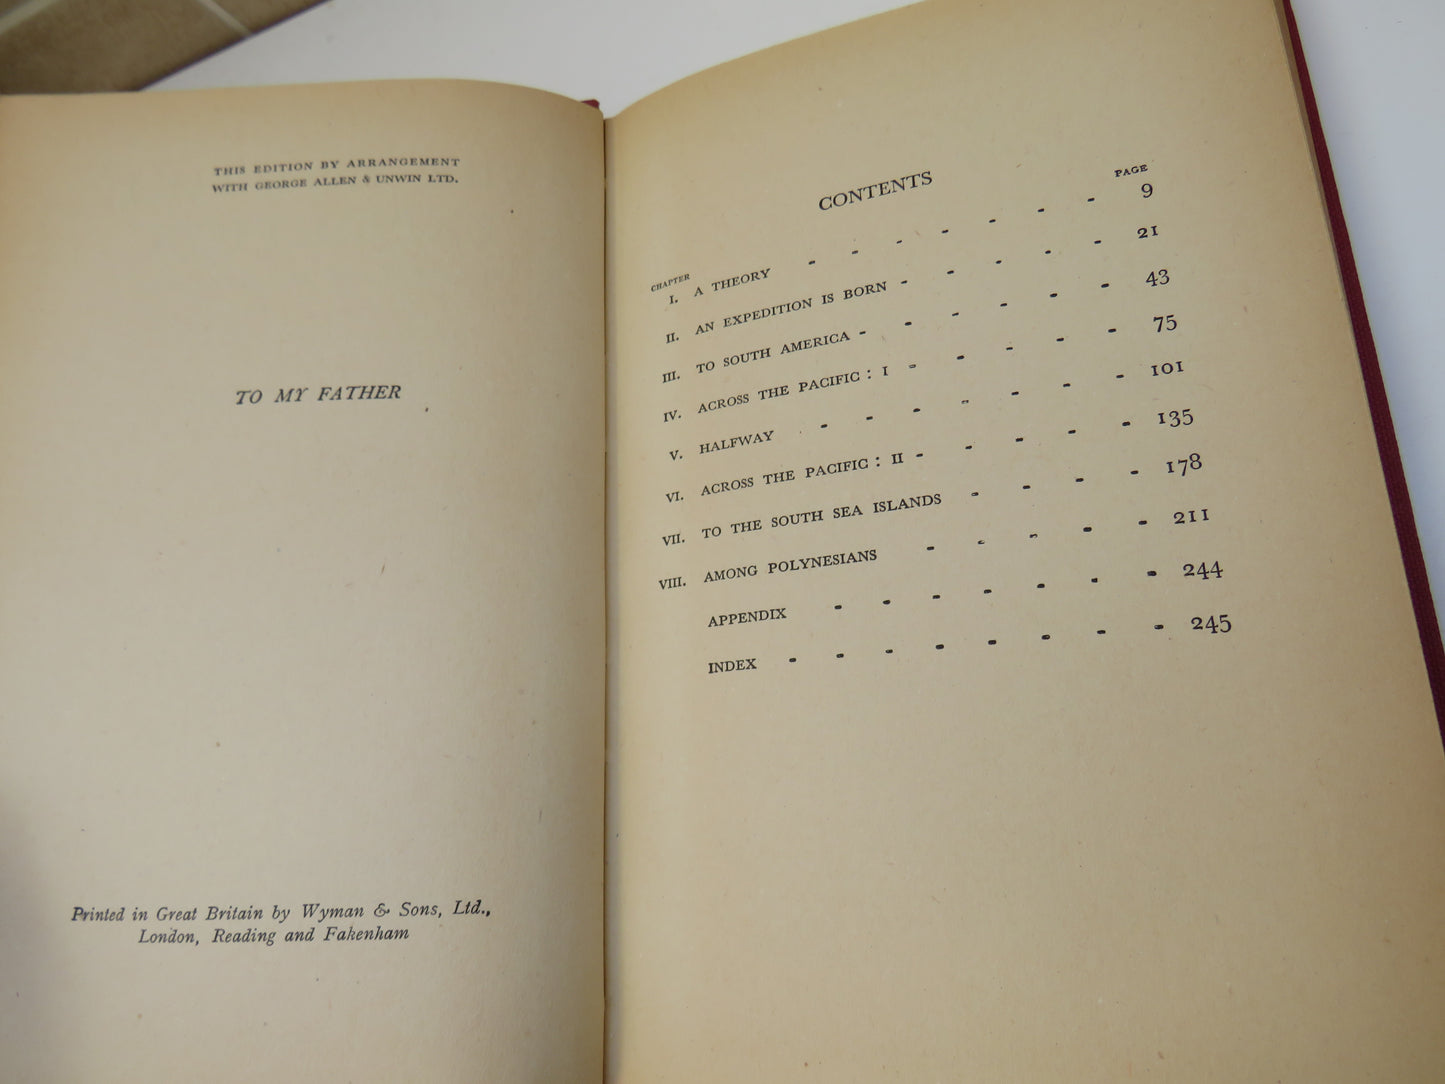 THIS EDITION BY ARRANGEMENT
WITH GEORGE ALLEN & UNWIN LTD.
TO MY FATHER
Printed in Great Britain by Wyman & Sons, Ltd.,
London, Reading and Fakenham
CONTENTS
CHAPTER PAGE
I. A THEORY - - - - - - - 9
II. AN EXPEDITION IS BORN - - - - - 21
III. TO SOUTH AMERICA - - - - - - 43
IV. ACROSS THE PACIFIC : I - - - - - 75
V. HALFWAY - - - - - - - 101
VI. ACROSS THE PACIFIC : II - - - - - 135
VII. TO THE SOUTH SEA ISLANDS - - - - 178
VIII. AMONG POLYNESIANS - - - - - 211
APPENDIX - - - - - - - 244
INDEX - - - - - - - - 245